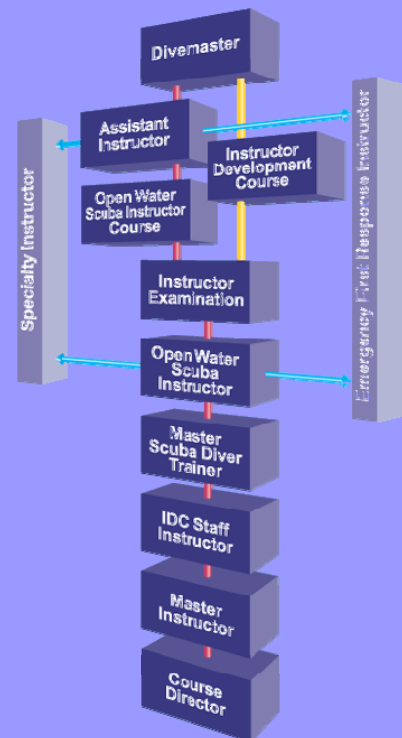 Divemaster
Assistant
Instructor
Instructor
Development
Course
Open Water
Scuba Instructor
Course
Specialty Instructor
Emergency First Response Instructor
Instructor
Examination
Open Water
Scuba
Instructor
Master
Scuba Diver
Trainer
IDC Staff
Instructor
Master
Instructor
Course
Director